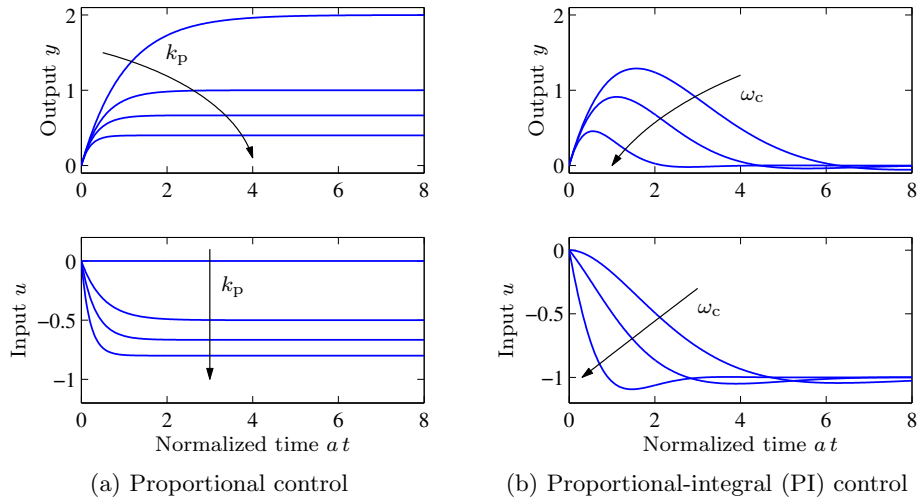 Output y
2
1
0
k_p
0 2 4 6 8
Input u
0
−0.5
−1
k_p
0 2 4 6 8
Normalized time a t
(a) Proportional control
Output y
2
1
0
ω_c
0 2 4 6 8
Input u
0
−0.5
−1
ω_c
0 2 4 6 8
Normalized time a t
(b) Proportional-integral (PI) control